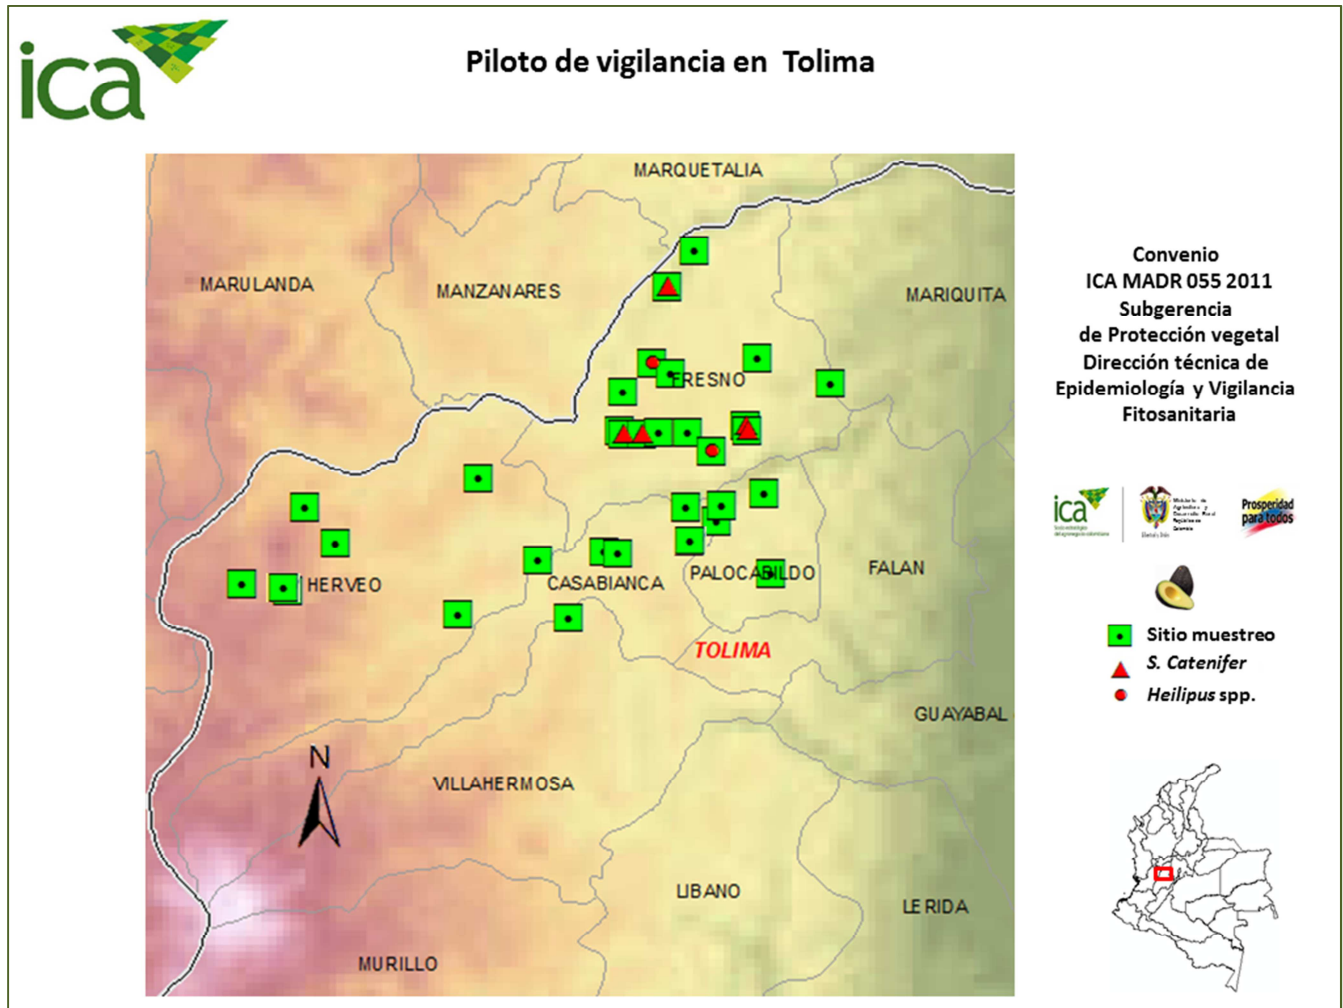 ica
Piloto de vigilancia en Tolima
MARQUETALIA
MARULANDA
MANZANARES
MARIQUITA
FRESNO
HERVEO
CASABIANCA
PALOCABILDO
FALAN
TOLIMA
GUAYABAL
N
VILLAHERMOSA
LIBANO
LERIDA
MURILLO
Convenio
ICA MADR 055 2011
Subgerencia
de Protección vegetal
Dirección técnica de
Epidemiología y Vigilancia
Fitosanitaria
ica
Prosperidad
para todos
Sitio muestreo
S. Catenifer
Heilipus spp.